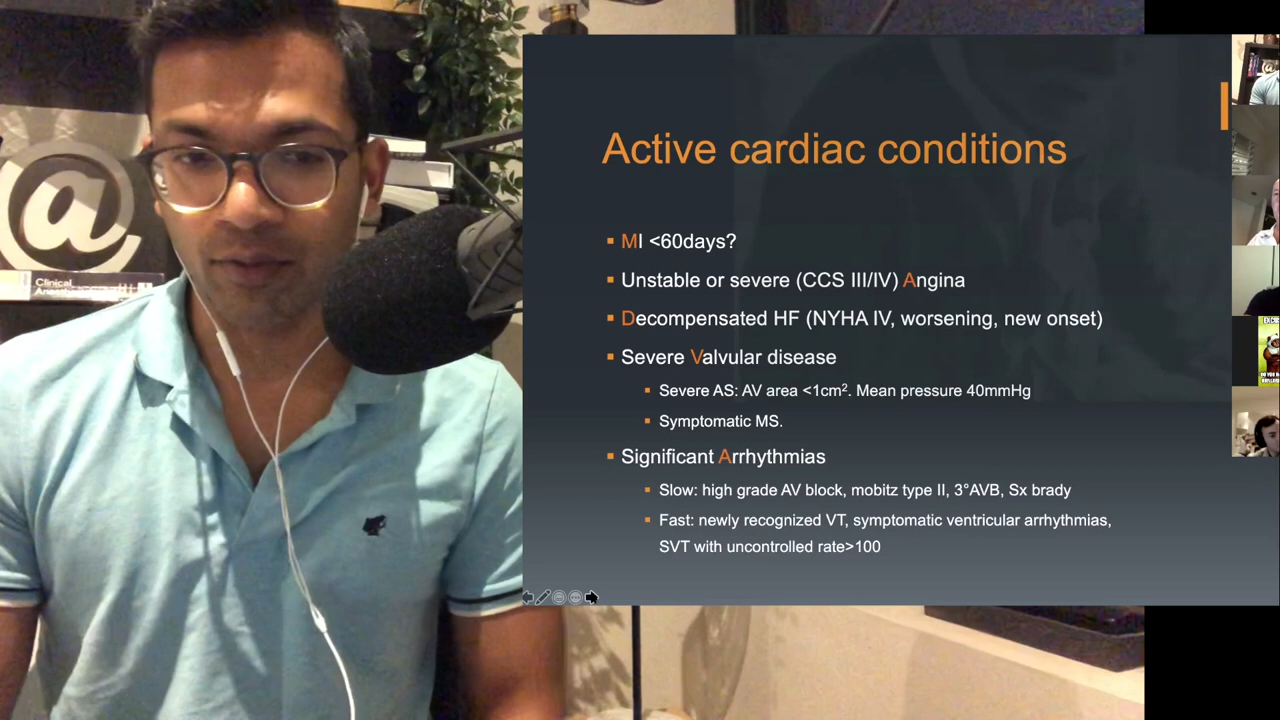 @
Clinical
Active cardiac conditions
MI <60days?
Unstable or severe (CCS III/IV) Angina
Decompensated HF (NYHA IV, worsening, new onset)
Severe Valvular disease
Severe AS: AV area <1cm². Mean pressure 40mmHg
Symptomatic MS.
Significant Arrhythmias
Slow: high grade AV block, mobitz type II, 3°AVB, Sx brady
Fast: newly recognized VT, symptomatic ventricular arrhythmias,
SVT with uncontrolled rate>100